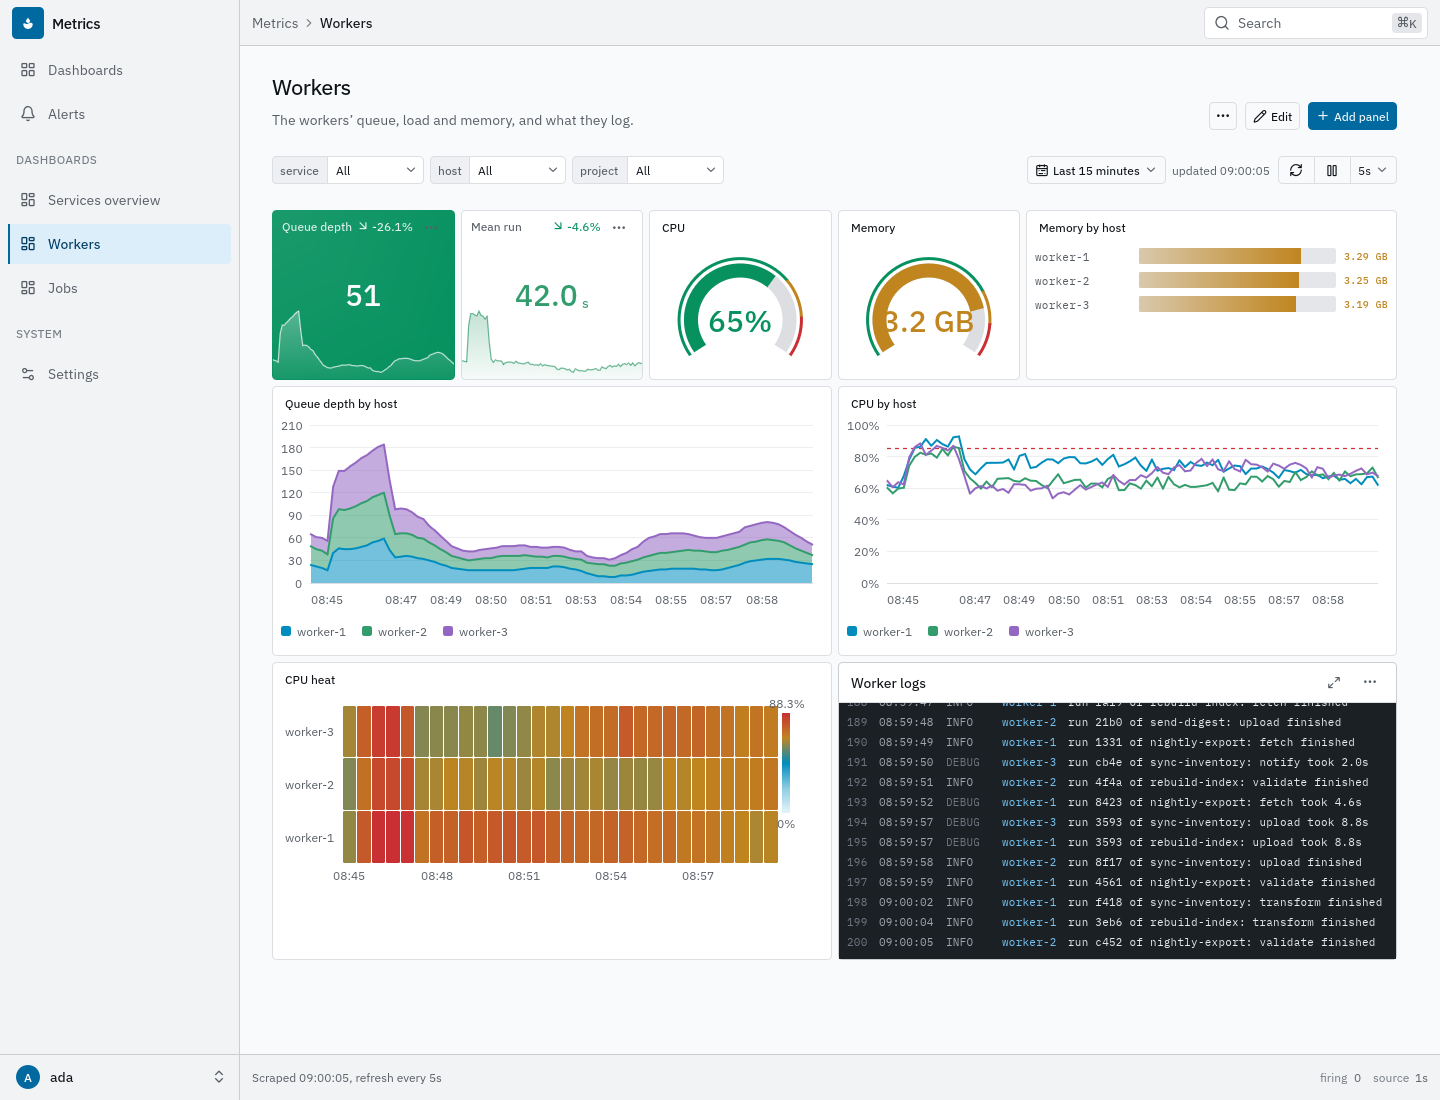 Metrics
Dashboards
Alerts
DASHBOARDS
Services overview
Workers
Jobs
SYSTEM
Settings
A ada
Metrics > Workers
Search ⌘K
Workers
The workers’ queue, load and memory, and what they log.
••• Edit + Add panel
service All host All project All
Last 15 minutes updated 09:00:05 5s
Queue depth ↘ -26.1% •••
51
Mean run ↘ -4.6% •••
42.0 s
CPU
65%
Memory
3.2 GB
Memory by host
worker-1 3.29 GB
worker-2 3.25 GB
worker-3 3.19 GB
Queue depth by host
210
180
150
120
90
60
30
0
08:45 08:47 08:49 08:50 08:51 08:53 08:54 08:55 08:57 08:58
worker-1 worker-2 worker-3
CPU by host
100%
80%
60%
40%
20%
0%
08:45 08:47 08:49 08:50 08:51 08:53 08:54 08:55 08:57 08:58
worker-1 worker-2 worker-3
CPU heat
88.3%
worker-3
worker-2
worker-1
0%
08:45 08:48 08:51 08:54 08:57
Worker logs •••
189 08:59:48 INFO worker-2 run 21b0 of send-digest: upload finished
190 08:59:49 INFO worker-1 run 1331 of nightly-export: fetch finished
191 08:59:50 DEBUG worker-3 run cb4e of sync-inventory: notify took 2.0s
192 08:59:51 INFO worker-2 run 4f4a of rebuild-index: validate finished
193 08:59:52 DEBUG worker-1 run 8423 of nightly-export: fetch took 4.6s
194 08:59:57 DEBUG worker-3 run 3593 of sync-inventory: upload took 8.8s
195 08:59:57 DEBUG worker-1 run 3593 of rebuild-index: upload took 8.8s
196 08:59:58 INFO worker-2 run 8f17 of sync-inventory: upload finished
197 08:59:59 INFO worker-1 run 4561 of nightly-export: validate finished
198 09:00:02 INFO worker-1 run f418 of sync-inventory: transform finished
199 09:00:04 INFO worker-1 run 3eb6 of rebuild-index: transform finished
200 09:00:05 INFO worker-2 run c452 of nightly-export: validate finished
Scraped 09:00:05, refresh every 5s
firing 0 source 1s